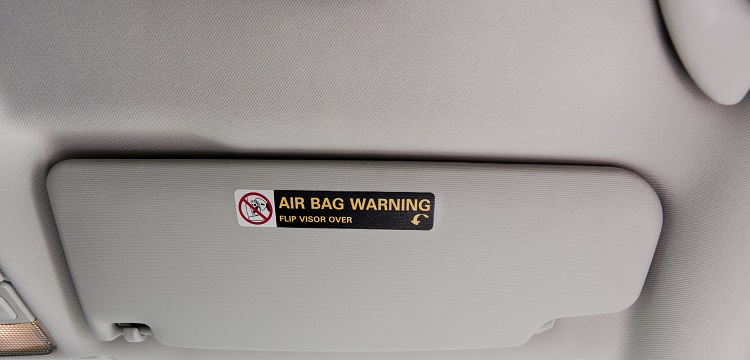 AIR BAG WARNING
FLIP VISOR OVER